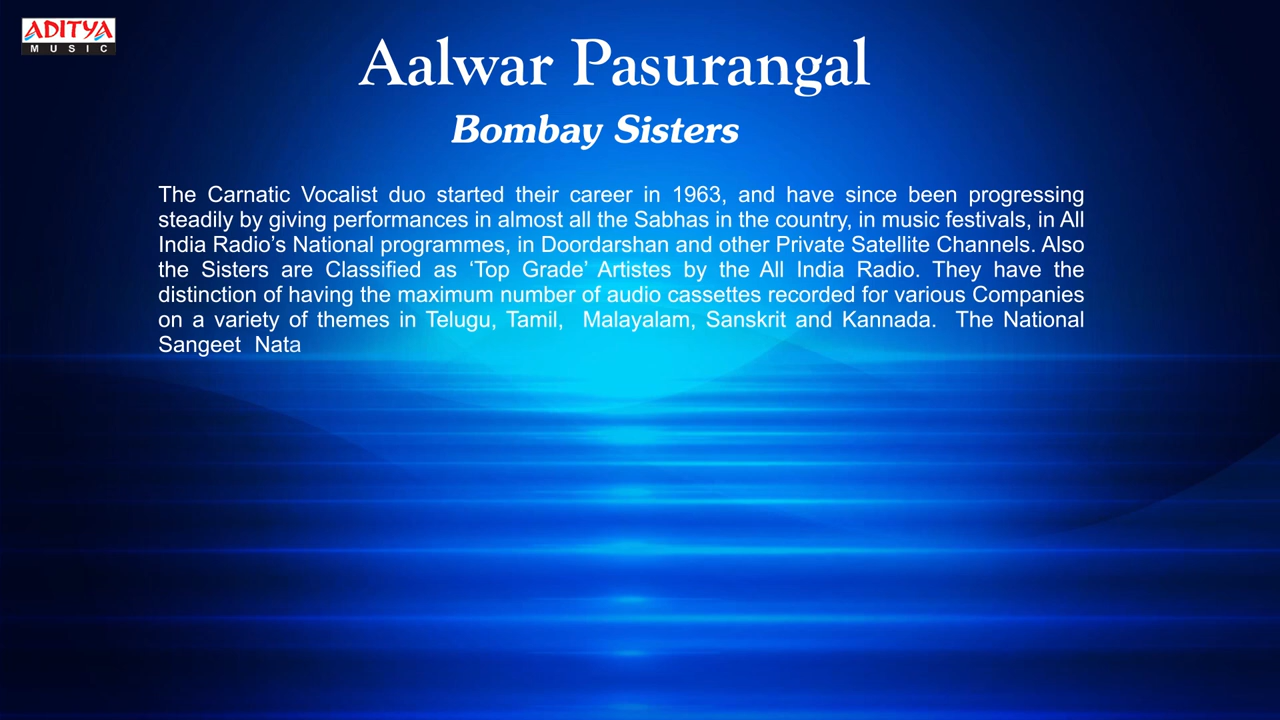 ADITYA
MUSIC
Aalwar Pasurangal
Bombay Sisters
The Carnatic Vocalist duo started their career in 1963, and have since been progressing
steadily by giving performances in almost all the Sabhas in the country, in music festivals, in All
India Radio’s National programmes, in Doordarshan and other Private Satellite Channels. Also
the Sisters are Classified as ‘Top Grade’ Artistes by the All India Radio. They have the
distinction of having the maximum number of audio cassettes recorded for various Companies
on a variety of themes in Telugu, Tamil, Malayalam, Sanskrit and Kannada. The National
Sangeet Nata